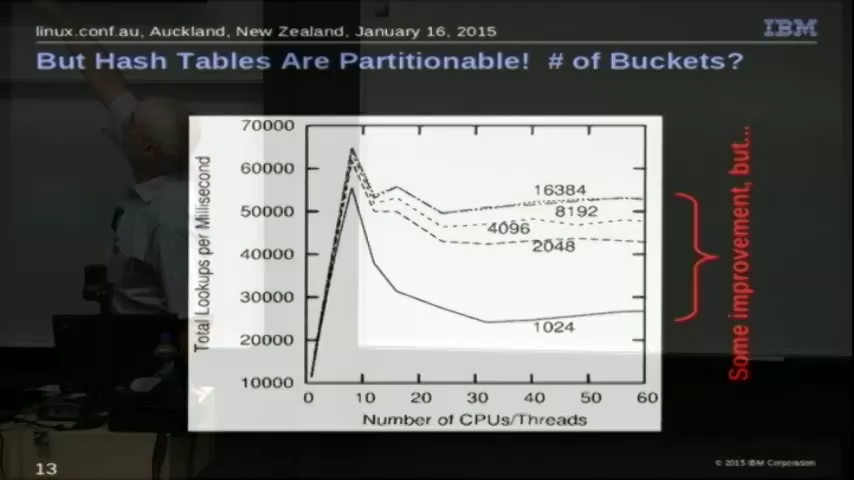 linux.conf.au, Auckland, New Zealand, January 16, 2015
IBM
But Hash Tables Are Partitionable! # of Buckets?
70000
60000
50000
40000
30000
20000
10000
Total Lookups per Millisecond
16384
8192
4096
2048
1024
0 10 20 30 40 50 60
Number of CPUs/Threads
Some improvement, but...
13
© 2015 IBM Corporation